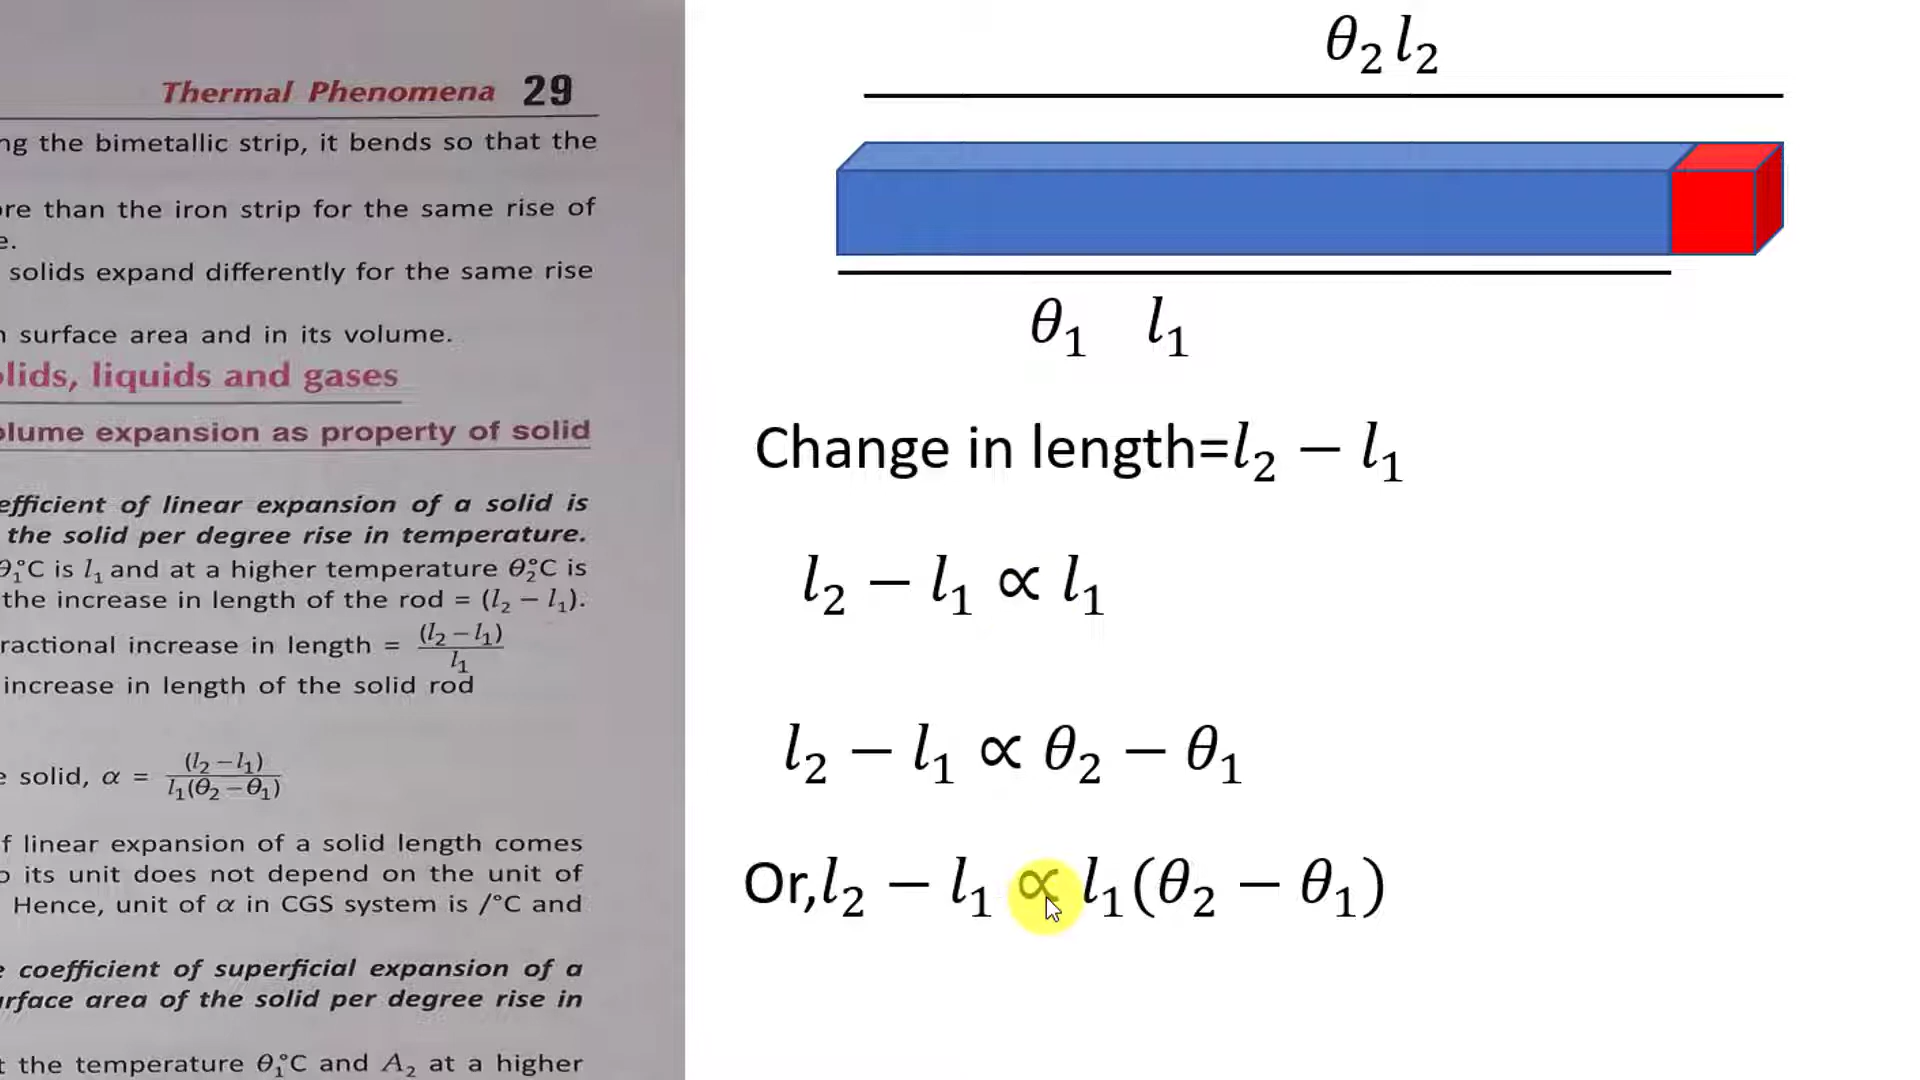 Thermal Phenomena 29
ng the bimetallic strip, it bends so that the
ore than the iron strip for the same rise of
e.
solids expand differently for the same rise
n surface area and in its volume.
lids, liquids and gases
olume expansion as property of solid
efficient of linear expansion of a solid is
the solid per degree rise in temperature.
θ₁°C is l₁ and at a higher temperature θ₂°C is
the increase in length of the rod = (l₂ − l₁).
ractional increase in length = (l₂ − l₁)/l₁
increase in length of the solid rod
e solid, α = (l₂ − l₁)/l₁(θ₂ − θ₁)
f linear expansion of a solid length comes
o its unit does not depend on the unit of
Hence, unit of α in CGS system is /°C and
e coefficient of superficial expansion of a
urface area of the solid per degree rise in
t the temperature θ₁°C and A₂ at a higher
θ₂ l₂
θ₁ l₁
Change in length=l₂ − l₁
l₂ − l₁ ∝ l₁
l₂ − l₁ ∝ θ₂ − θ₁
Or,l₂ − l₁ ∝ l₁(θ₂ − θ₁)